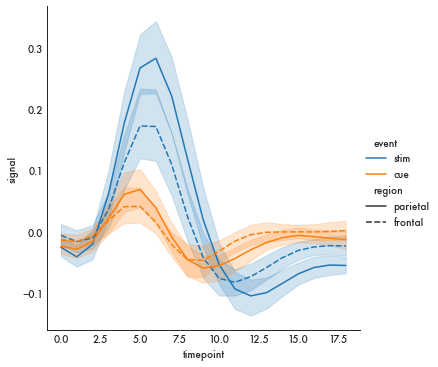 signal
0.3
0.2
0.1
0.0
−0.1
0.0
2.5
5.0
7.5
10.0
12.5
15.0
17.5
timepoint
event
stim
cue
region
parietal
frontal